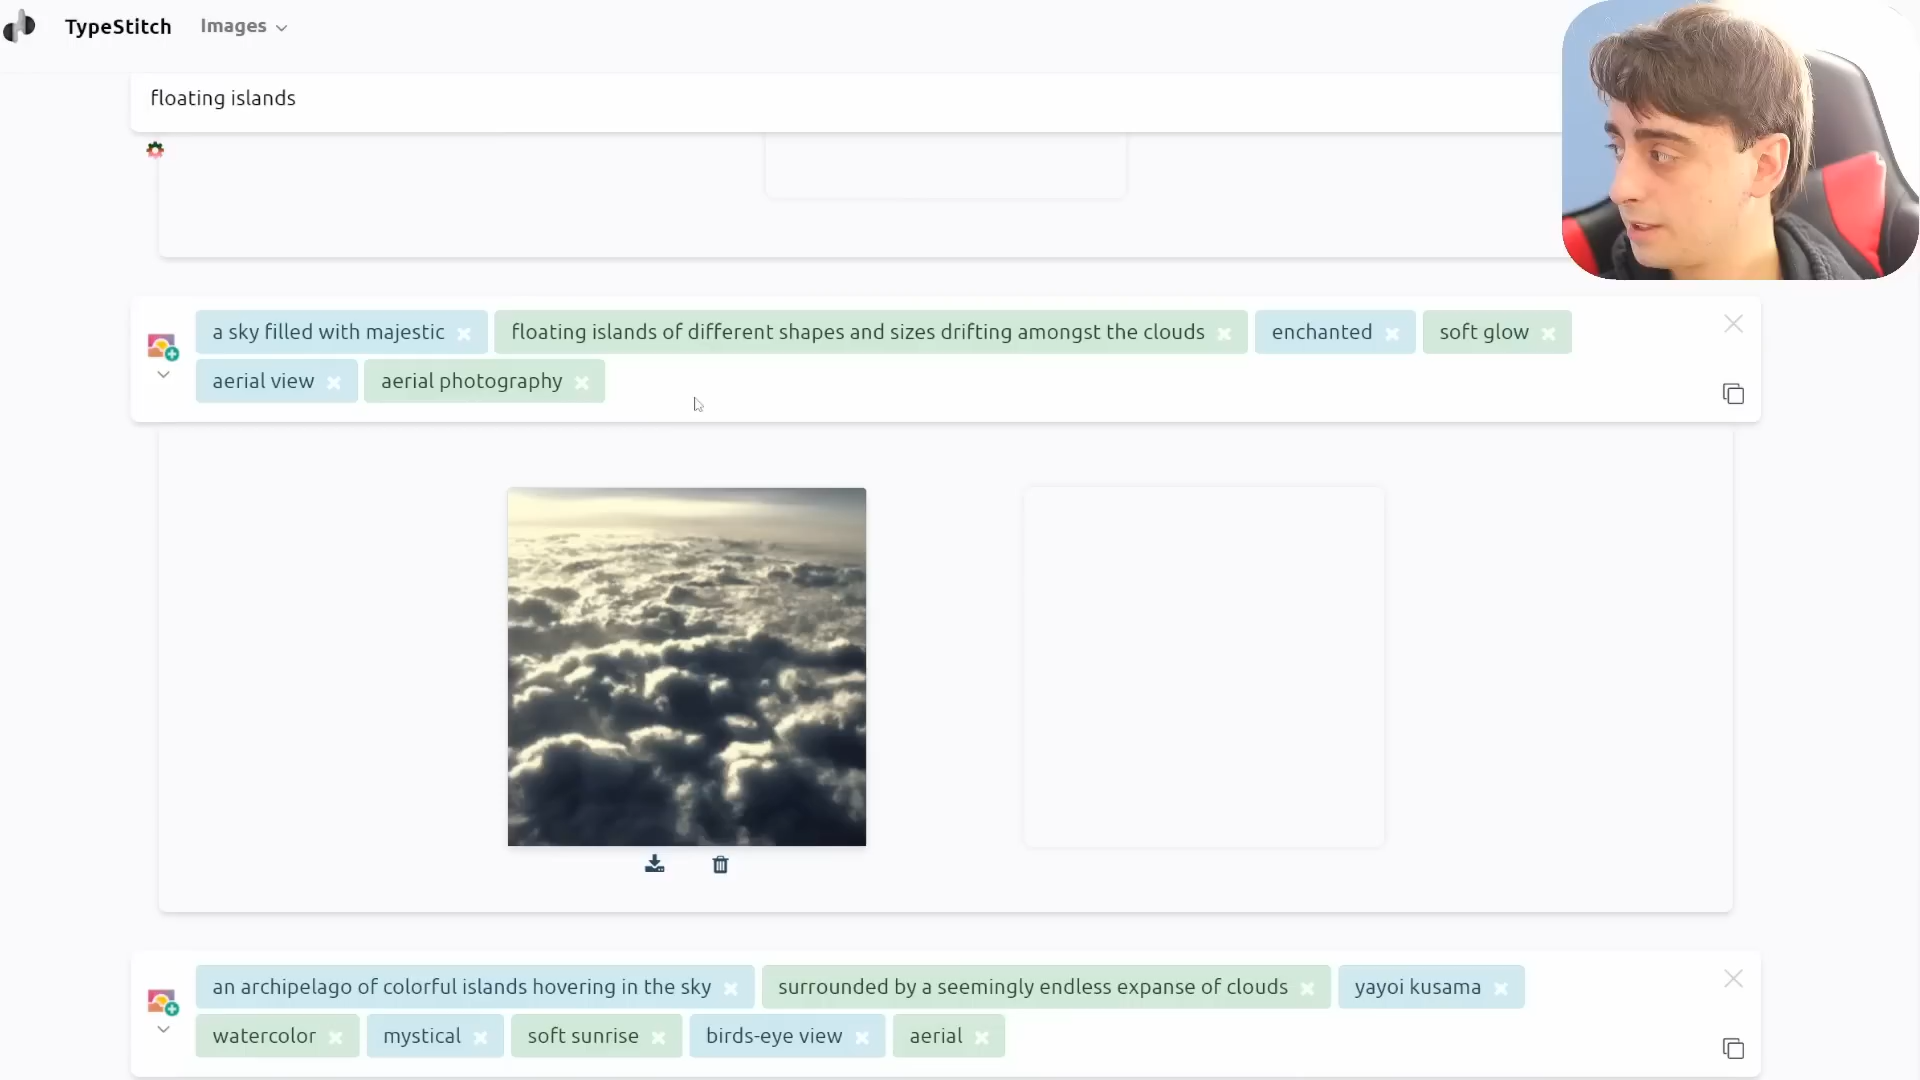 TypeStitch Images
floating islands
a sky filled with majestic floating islands of different shapes and sizes drifting amongst the clouds enchanted soft glow
aerial view aerial photography
an archipelago of colorful islands hovering in the sky surrounded by a seemingly endless expanse of clouds yayoi kusama
watercolor mystical soft sunrise birds-eye view aerial